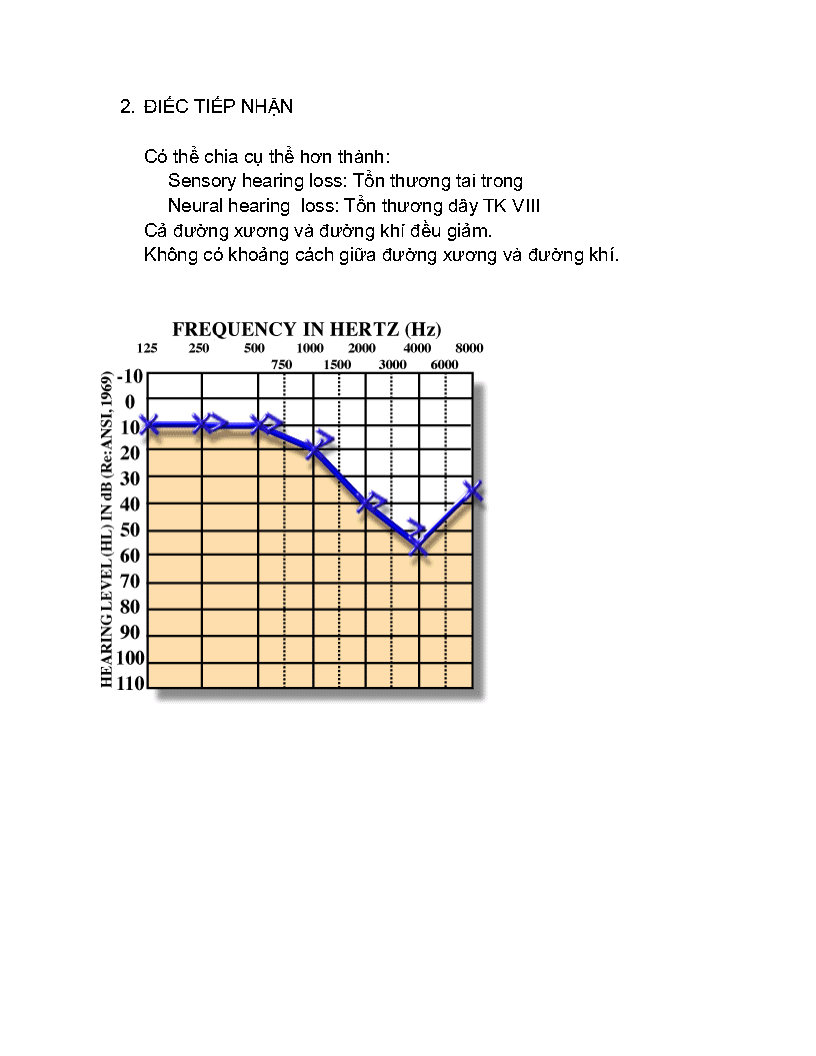 2. ĐIẾC TIẾP NHẬN
Có thể chia cụ thể hơn thành:
Sensory hearing loss: Tổn thương tai trong
Neural hearing loss: Tổn thương dây TK VIII
Cả đường xương và đường khí đều giảm.
Không có khoảng cách giữa đường xương và đường khí.
FREQUENCY IN HERTZ (Hz)
125 250 500 1000 2000 4000 8000
750 1500 3000 6000
HEARING LEVEL (HL) IN dB (Re:ANSI, 1969)
-10
0
10
20
30
40
50
60
70
80
90
100
110